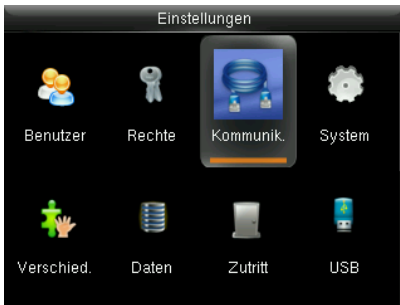 Einstellungen
Benutzer Rechte Kommunik. System
Verschied. Daten Zutritt USB